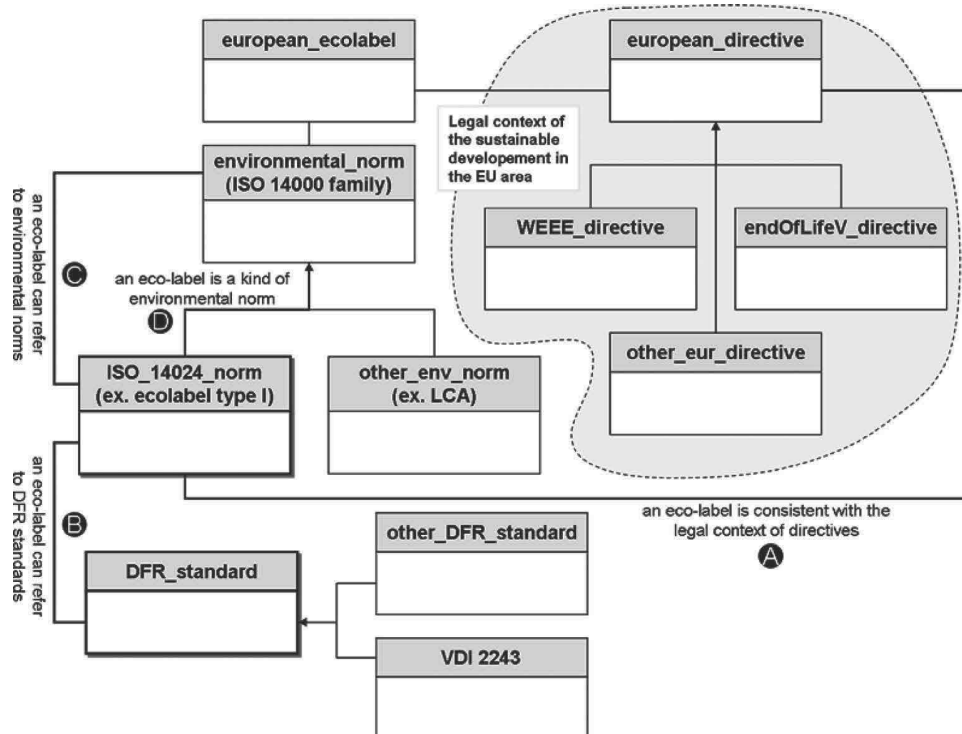 european_ecolabel
european_directive
Legal context of
the sustainable
developement in
the EU area
environmental_norm
(ISO 14000 family)
WEEE_directive
endOfLifeV_directive
an eco-label can refer
to environmental norms
C
an eco-label is a kind of
environmental norm
D
other_eur_directive
ISO_14024_norm
(ex. ecolabel type I)
other_env_norm
(ex. LCA)
an eco-label can refer
to DFR standards
B
an eco-label is consistent with the
legal context of directives
A
other_DFR_standard
DFR_standard
VDI 2243